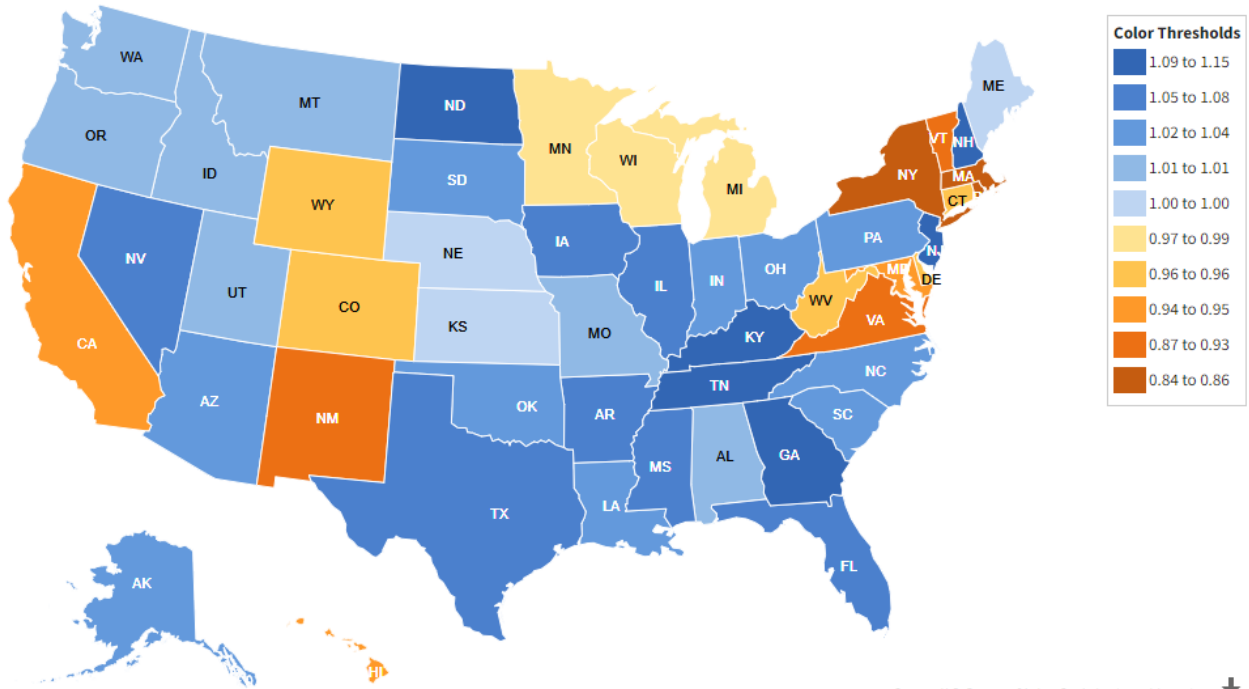 Color Thresholds
1.09 to 1.15
1.05 to 1.08
1.02 to 1.04
1.01 to 1.01
1.00 to 1.00
0.97 to 0.99
0.96 to 0.96
0.94 to 0.95
0.87 to 0.93
0.84 to 0.86
WA
ME
MT
ND
OR
VT
NH
MN
WI
ID
SD
NY
MA
MI
WY
CT
PA
IA
NE
NV
NJ
OH
MD
IN
DE
UT
IL
WV
CO
VA
KS
MO
KY
CA
NC
TN
AZ
OK
SC
AR
NM
AL
GA
MS
LA
TX
FL
AK
HI